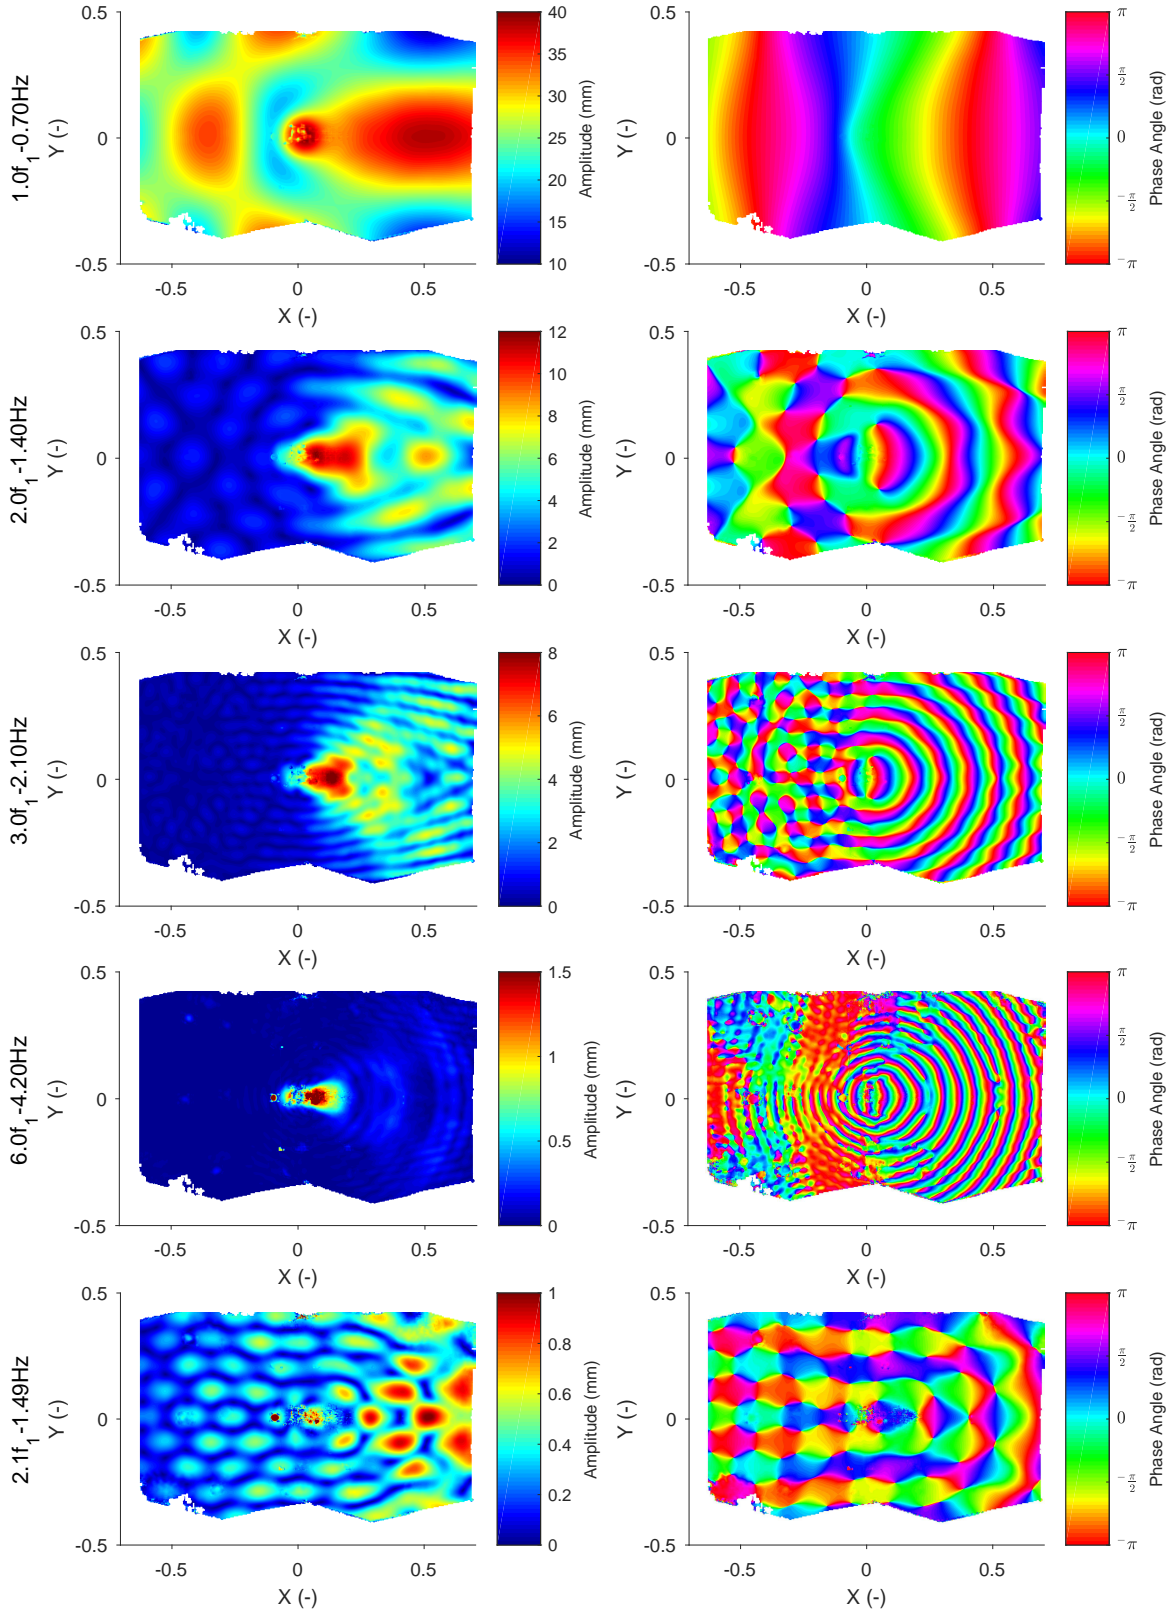 1.0f1-0.70Hz
Y (-)
0.5
0
-0.5
-0.5 0 0.5
X (-)
40
35
30
25
20
15
10
Amplitude (mm)
Y (-)
0.5
0
-0.5
-0.5 0 0.5
X (-)
π
π/2
0
-π/2
-π
Phase Angle (rad)
2.0f1-1.40Hz
Y (-)
0.5
0
-0.5
-0.5 0 0.5
X (-)
12
10
8
6
4
2
0
Amplitude (mm)
Y (-)
0.5
0
-0.5
-0.5 0 0.5
X (-)
π
π/2
0
-π/2
-π
Phase Angle (rad)
3.0f1-2.10Hz
Y (-)
0.5
0
-0.5
-0.5 0 0.5
X (-)
8
6
4
2
0
Amplitude (mm)
Y (-)
0.5
0
-0.5
-0.5 0 0.5
X (-)
π
π/2
0
-π/2
-π
Phase Angle (rad)
6.0f1-4.20Hz
Y (-)
0.5
0
-0.5
-0.5 0 0.5
X (-)
1.5
1
0.5
0
Amplitude (mm)
Y (-)
0.5
0
-0.5
-0.5 0 0.5
X (-)
π
π/2
0
-π/2
-π
Phase Angle (rad)
2.1f1-1.49Hz
Y (-)
0.5
0
-0.5
-0.5 0 0.5
X (-)
1
0.8
0.6
0.4
0.2
0
Amplitude (mm)
Y (-)
0.5
0
-0.5
-0.5 0 0.5
X (-)
π
π/2
0
-π/2
-π
Phase Angle (rad)